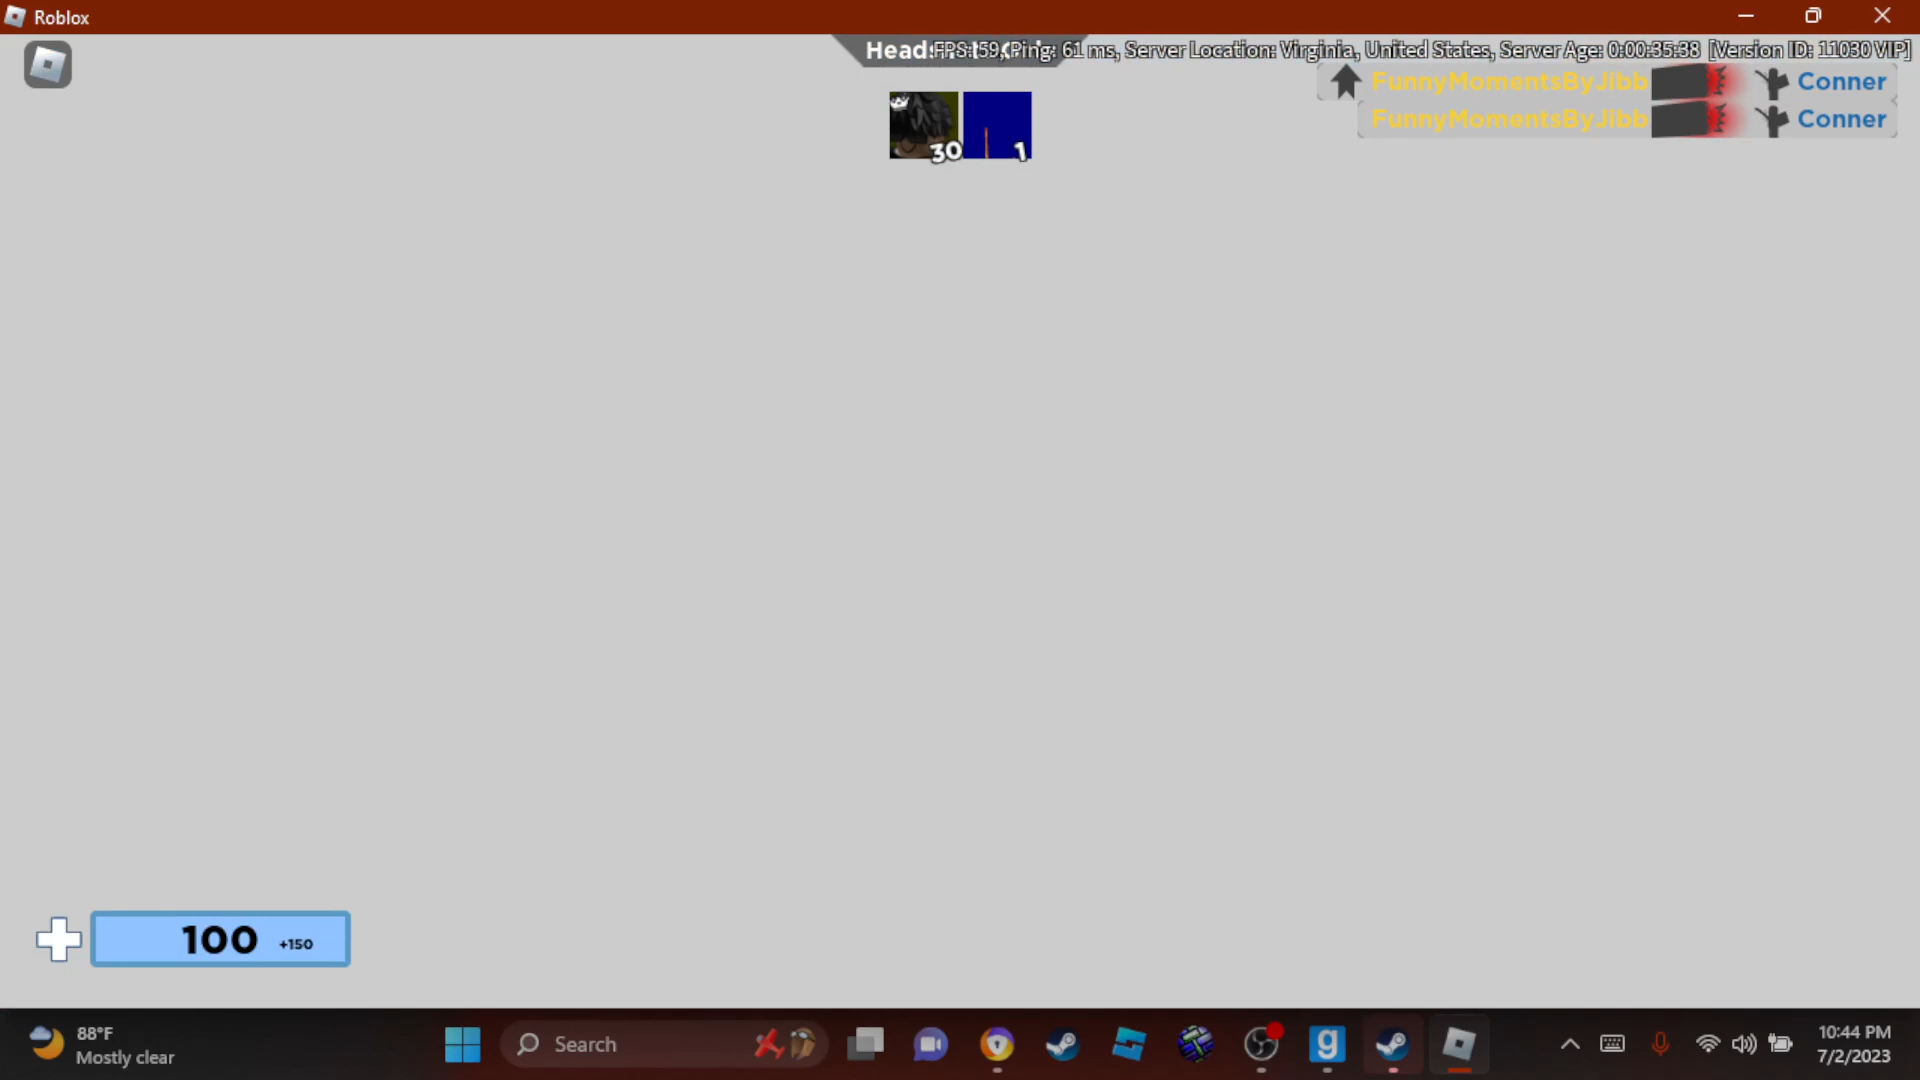 Roblox
Heads
FPS: 59, Ping: 61 ms, Server Location: Virginia, United States, Server Age: 0:00:35:38 [Version ID: 11030 VIP]
FunnyMomentsByJibb Conner
FunnyMomentsByJibb Conner
30 1
100 +150
88°F
Mostly clear
Search
10:44 PM
7/2/2023